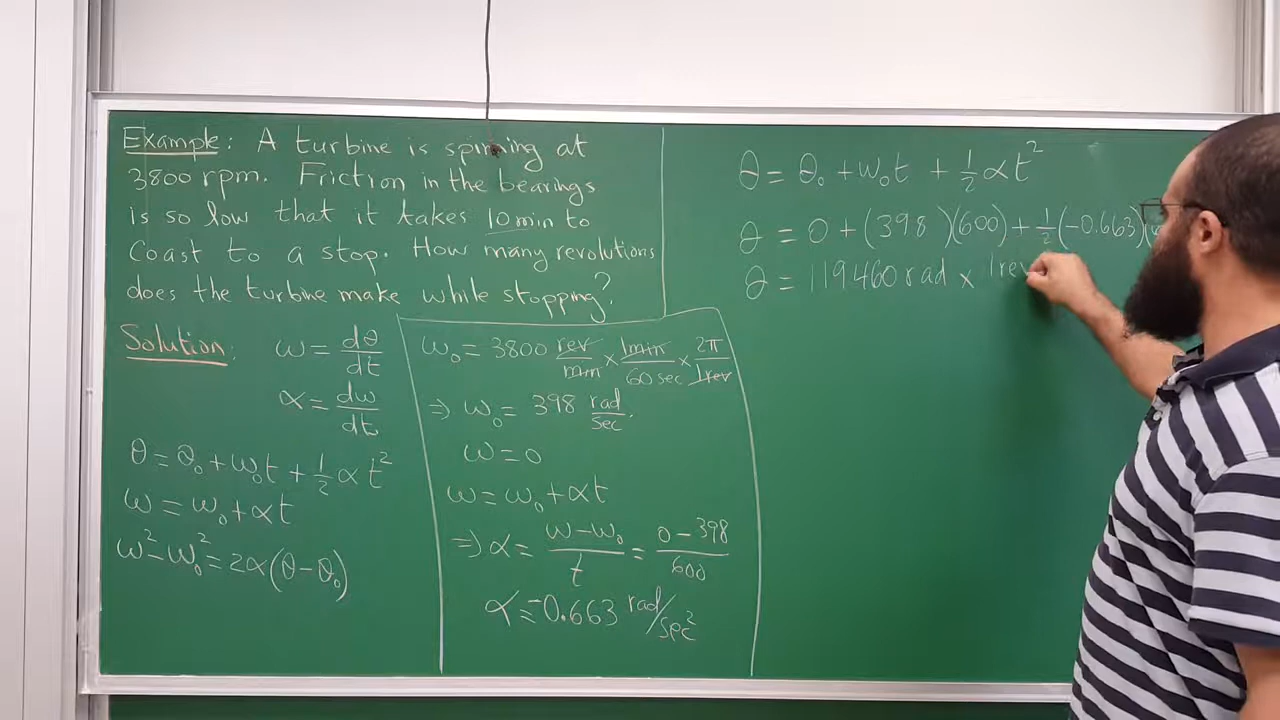 Example: A turbine is spinning at
3800 rpm. Friction in the bearings
is so low that it takes 10 min to
Coast to a stop. How many revolutions
does the turbine make while stopping?
Solution:
ω = dθ/dt
α = dω/dt
θ = θ₀ + ω₀t + 1/2 α t²
ω = ω₀ + αt
ω² - ω₀² = 2α(θ - θ₀)
ω₀ = 3800 rev/min × 1min/60 sec × 2π/1rev
⇒ ω₀ = 398 rad/sec.
ω = 0
ω = ω₀ + αt
⇒ α = ω - ω₀/t = 0 - 398/600
α = -0.663 rad/sec²
θ = θ₀ + ω₀t + 1/2 αt²
θ = 0 + (398 )(600) + 1/2 (-0.663)(
θ = 119460 rad × 1rev